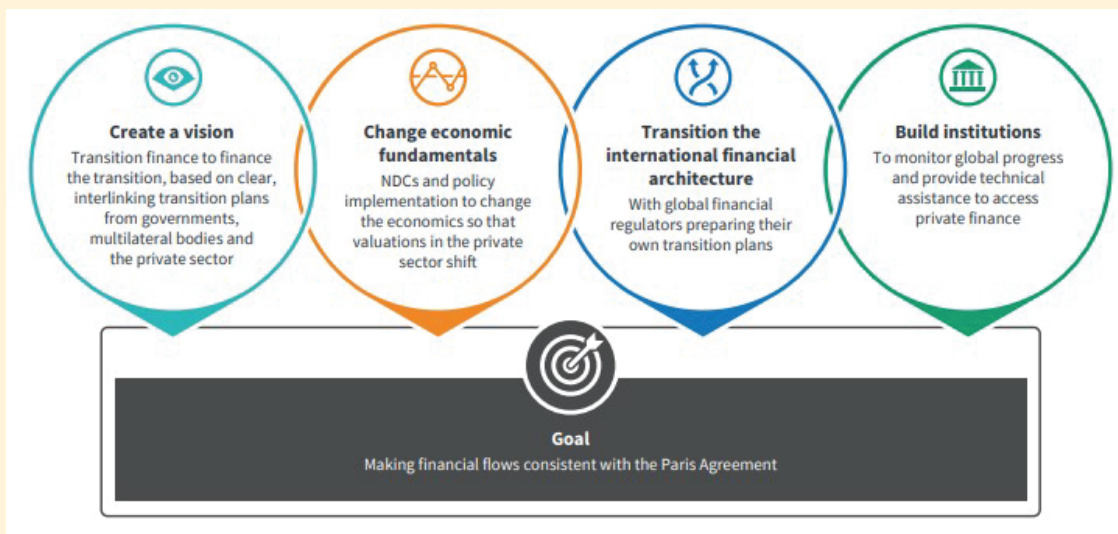 Create a vision
Transition finance to finance
the transition, based on clear,
interlinking transition plans
from governments,
multilateral bodies and
the private sector
Change economic
fundamentals
NDCs and policy
implementation to change
the economics so that
valuations in the private
sector shift
Transition the
international financial
architecture
With global financial
regulators preparing their
own transition plans
Build institutions
To monitor global progress
and provide technical
assistance to access
private finance
Goal
Making financial flows consistent with the Paris Agreement